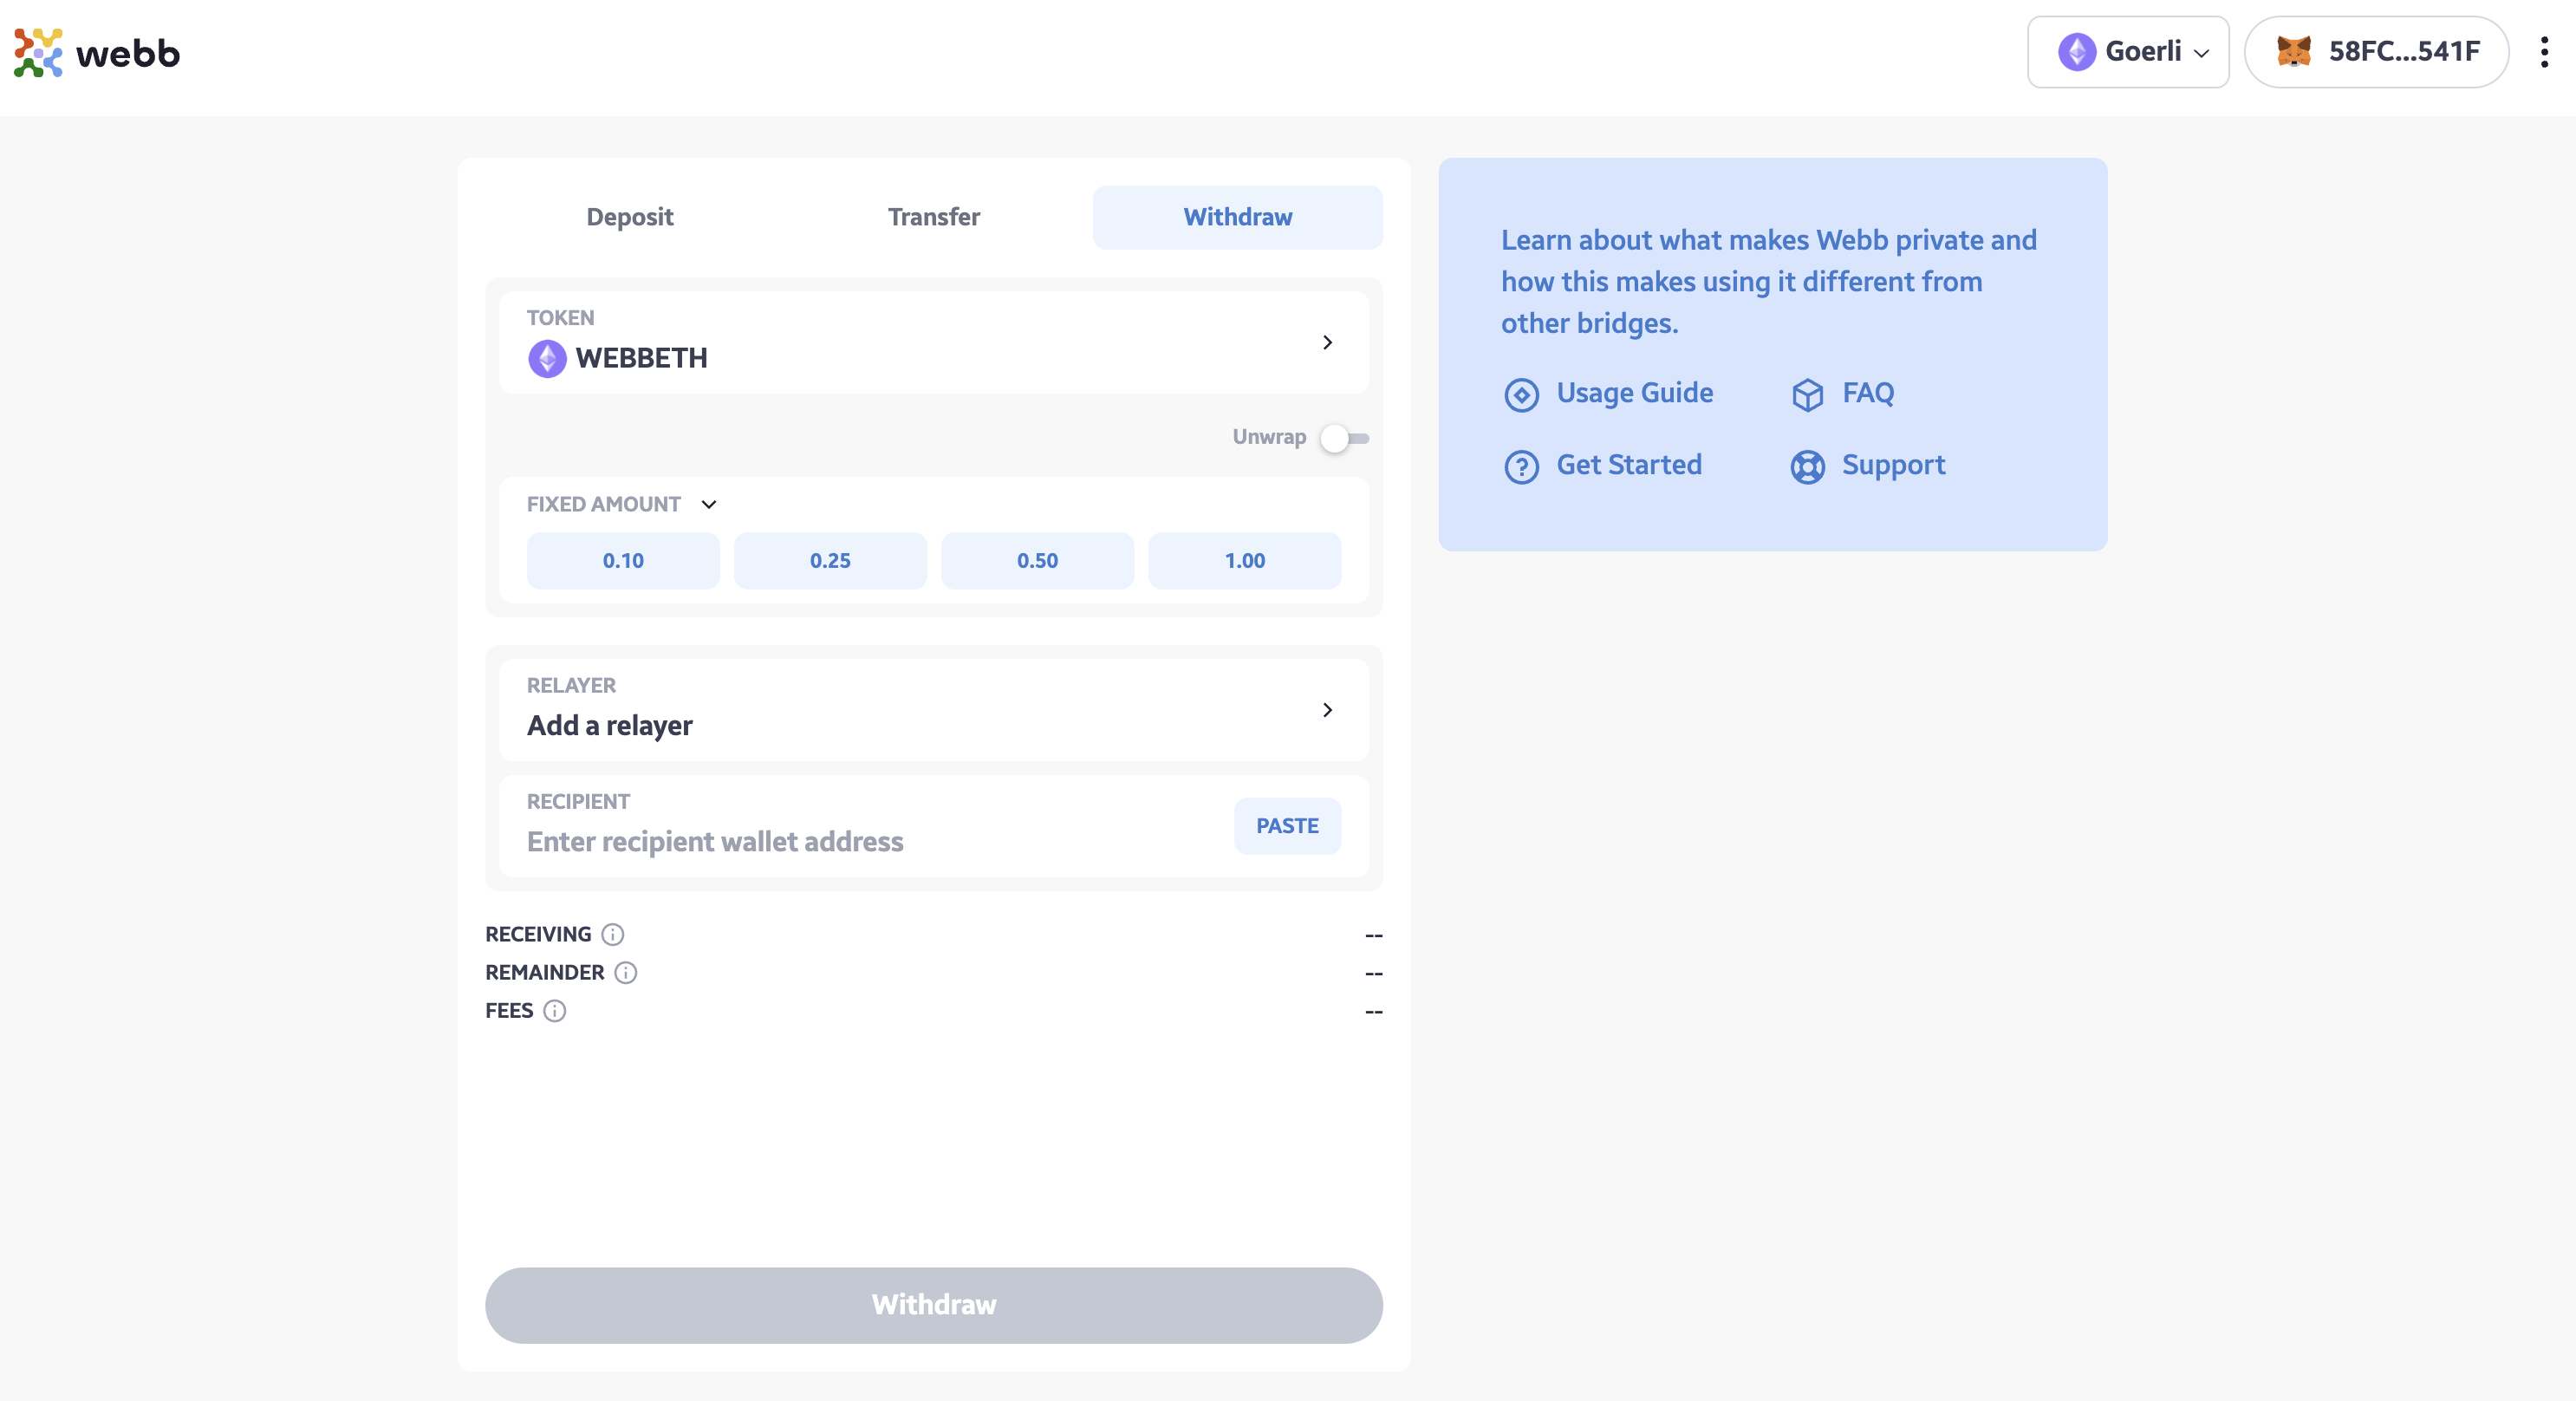 webb
Goerli
58FC...541F
Deposit
Transfer
Withdraw
TOKEN
WEBBETH
Unwrap
FIXED AMOUNT
0.10
0.25
0.50
1.00
RELAYER
Add a relayer
RECIPIENT
Enter recipient wallet address
PASTE
RECEIVING
--
REMAINDER
--
FEES
--
Withdraw
Learn about what makes Webb private and
how this makes using it different from
other bridges.
Usage Guide
FAQ
Get Started
Support